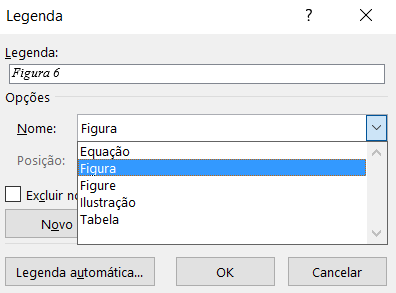 Legenda
Legenda:
Figura 6
Opções
Nome: Figura
Equação
Figura
Figure
Ilustração
Tabela
Posição:
Excluir
Novo
Legenda automática... OK Cancelar